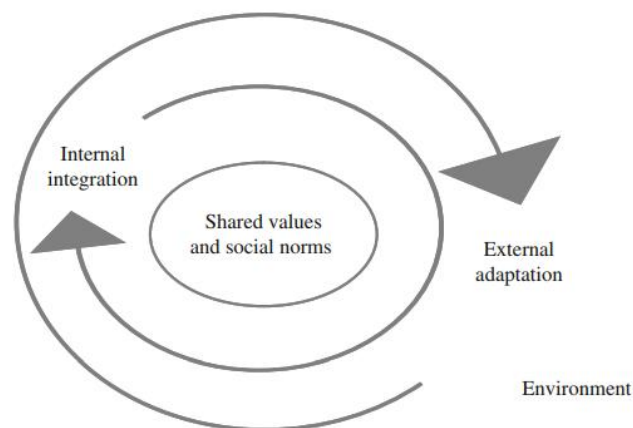 Internal
integration
Shared values
and social norms
External
adaptation
Environment